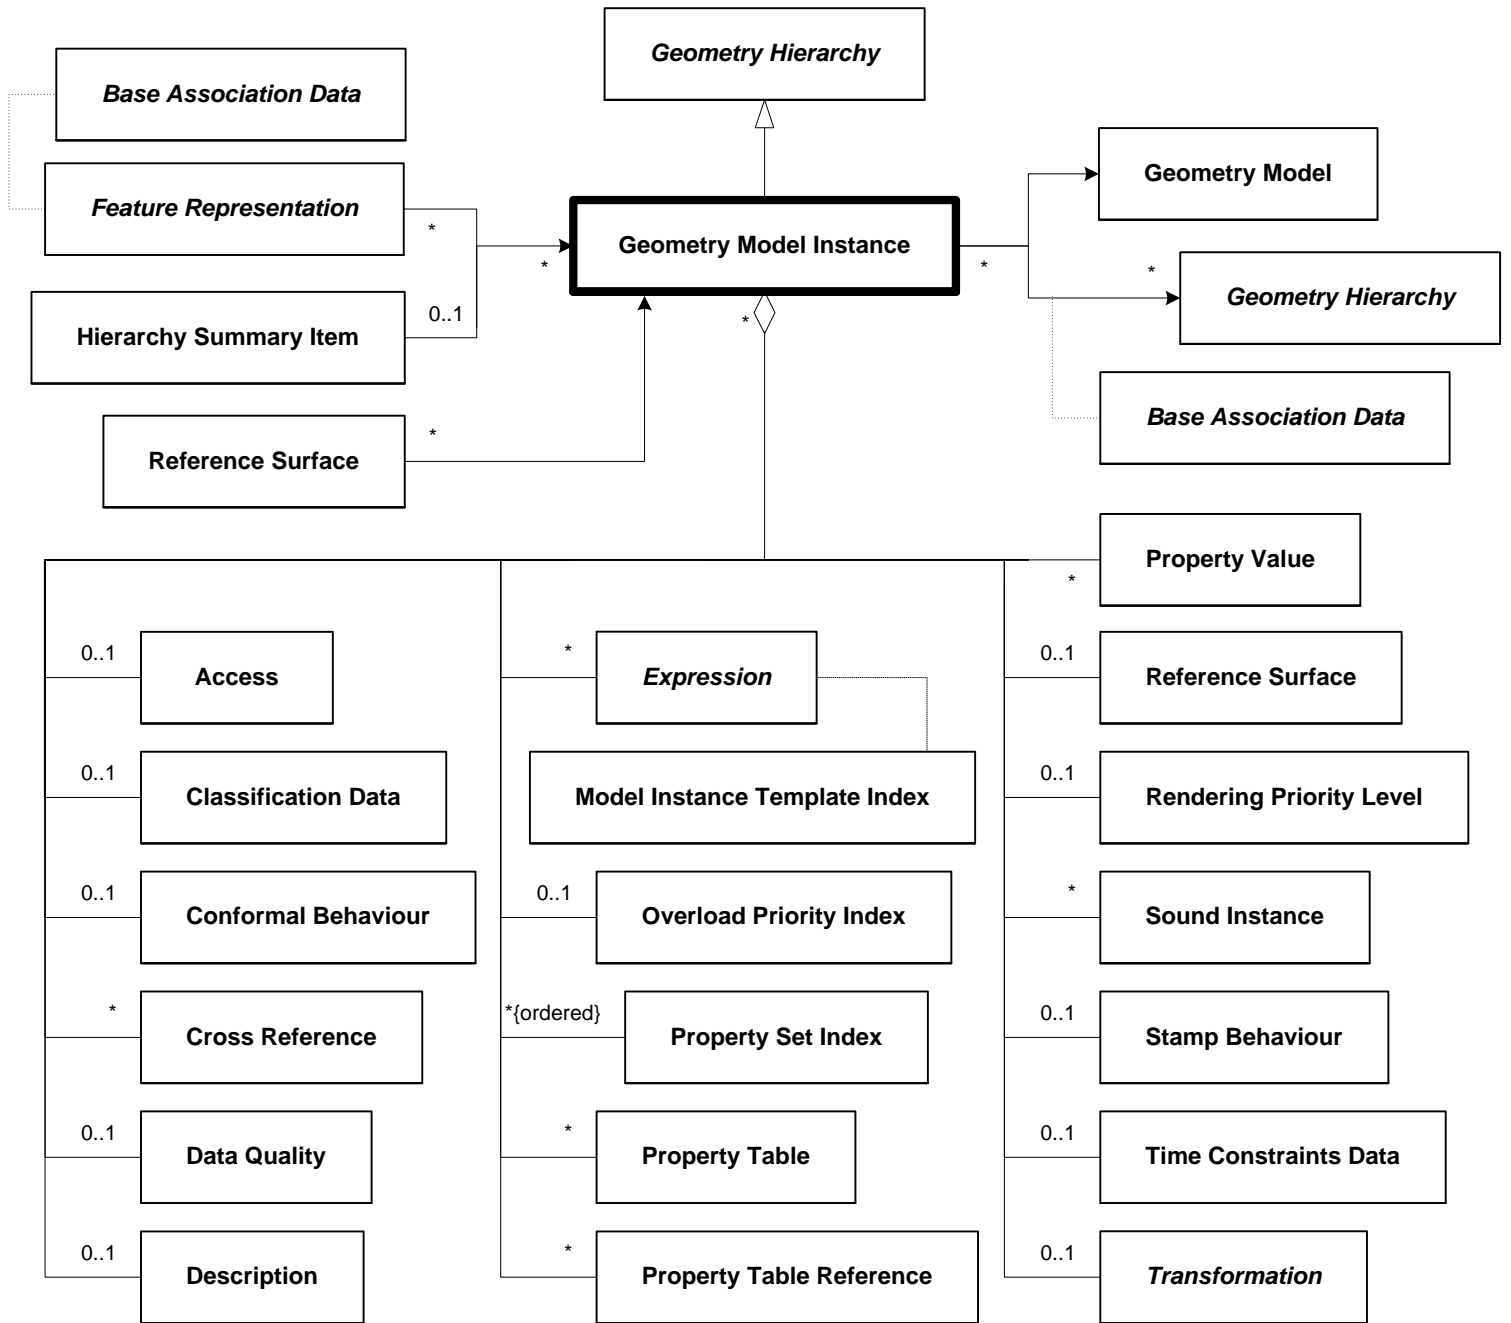 Geometry Hierarchy
Base Association Data
Geometry Model
Feature Representation
*
Geometry Model Instance
*
*
*
Geometry Hierarchy
0..1
Hierarchy Summary Item
*
Base Association Data
*
Reference Surface
Property Value
*
0..1
Access
*
Expression
0..1
Reference Surface
0..1
Classification Data
Model Instance Template Index
0..1
Rendering Priority Level
0..1
Conformal Behaviour
0..1
Overload Priority Index
*
Sound Instance
*
Cross Reference
*{ordered}
Property Set Index
0..1
Stamp Behaviour
0..1
Data Quality
*
Property Table
0..1
Time Constraints Data
0..1
Description
*
Property Table Reference
0..1
Transformation